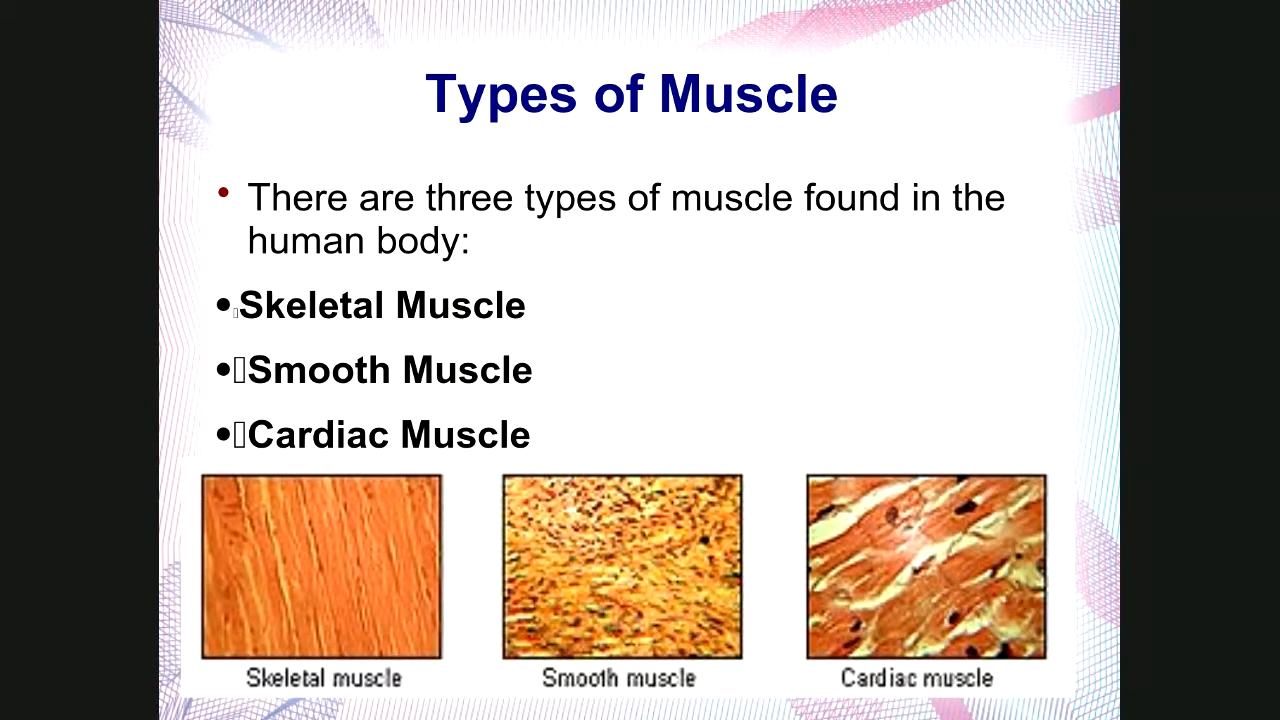 Types of Muscle
• There are three types of muscle found in the
human body:
•Skeletal Muscle
•Smooth Muscle
•Cardiac Muscle
Skeletal muscle
Smooth muscle
Cardiac muscle